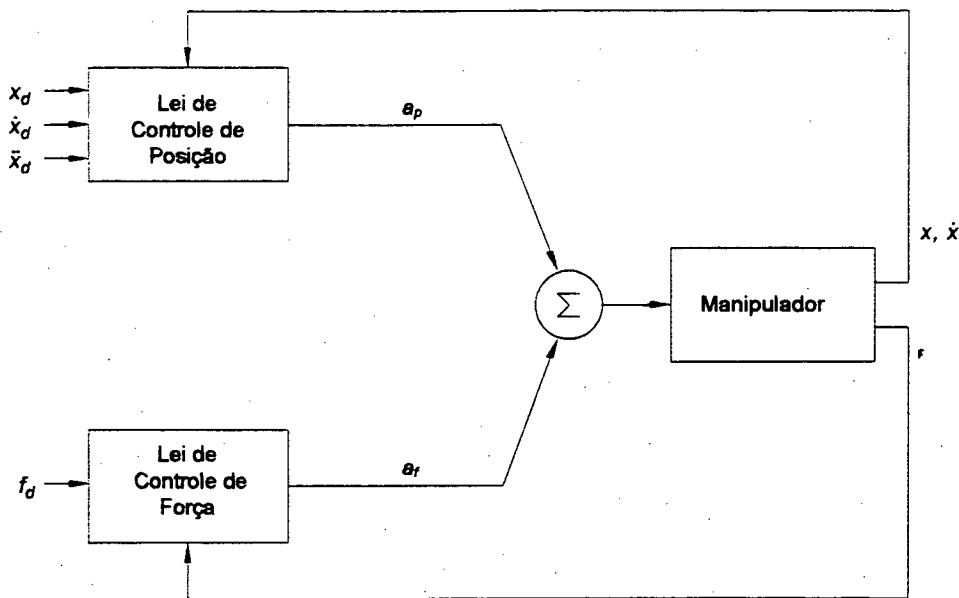 x_d
ẋ_d
ẍ_d
Lei de
Controle de
Posição
a_p
x, ẋ
Σ
Manipulador
f_d
Lei de
Controle de
Força
a_f